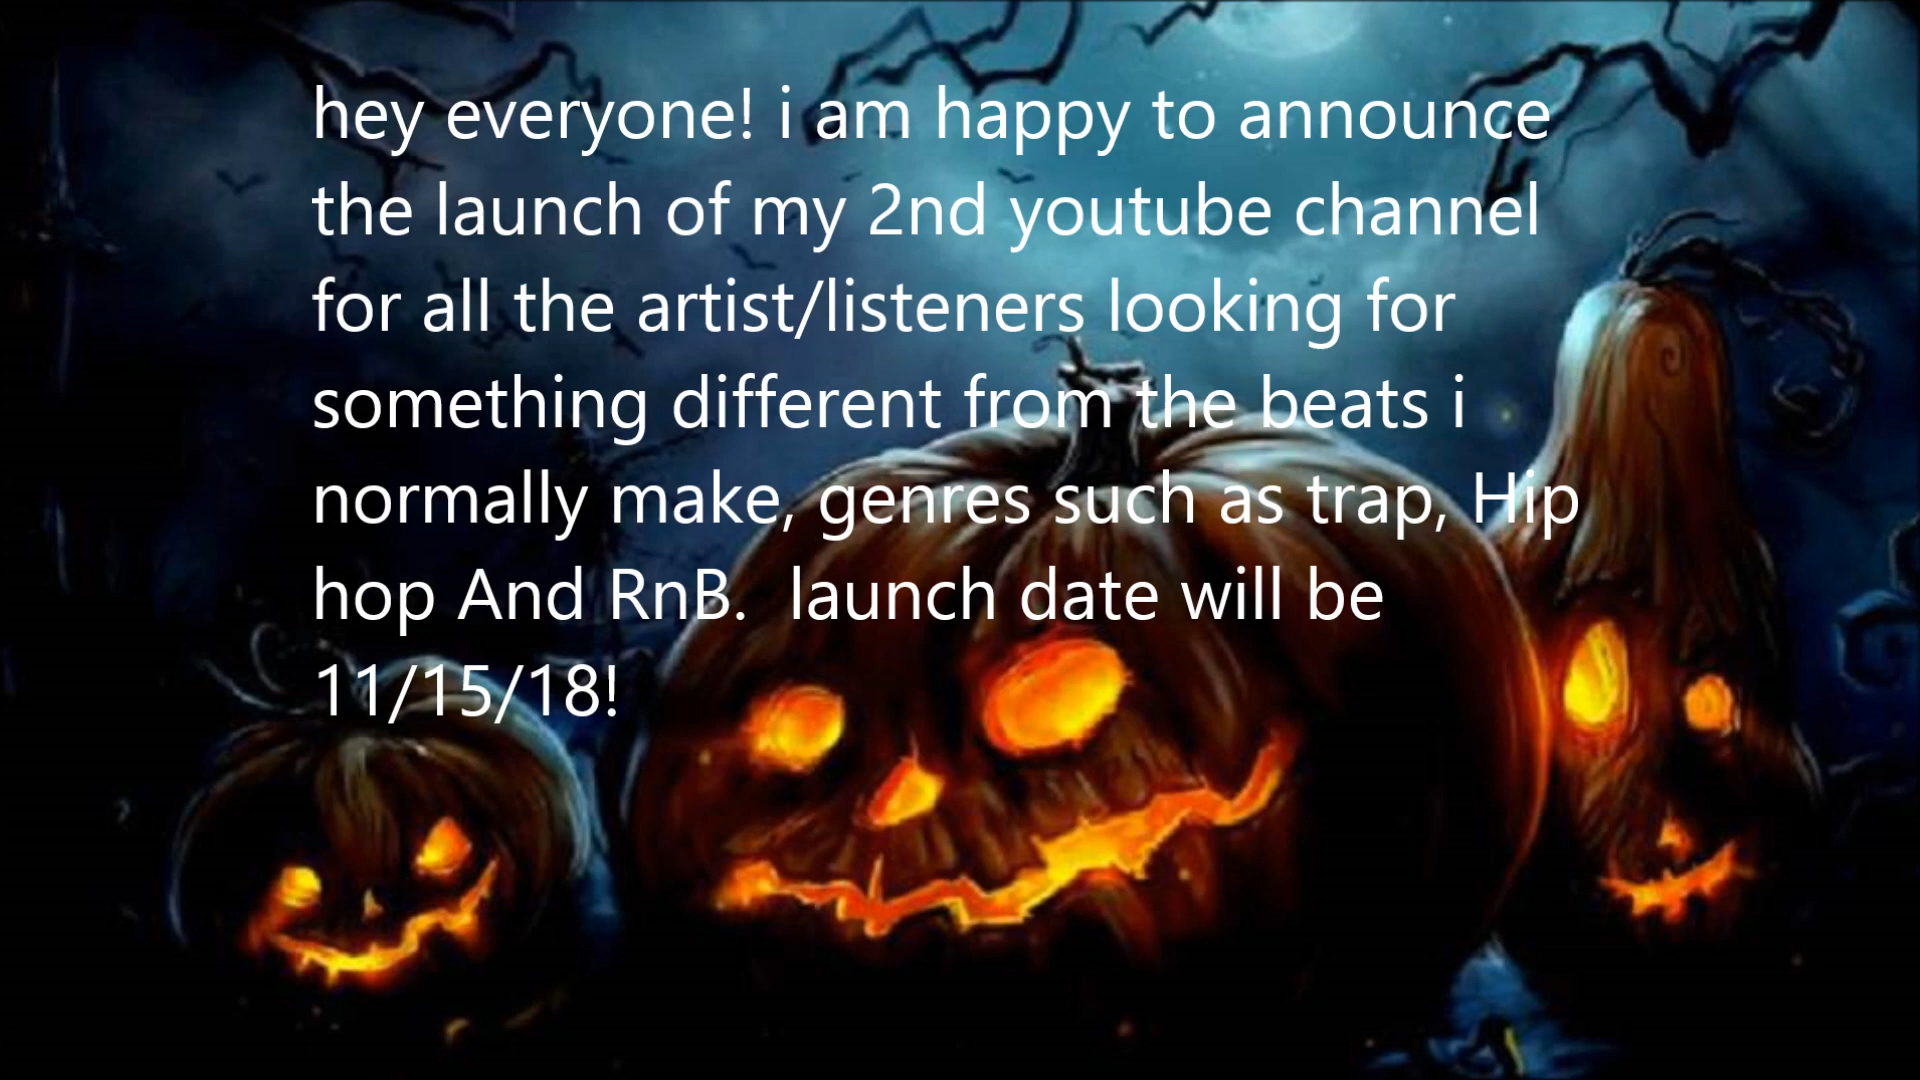 hey everyone! i am happy to announce
the launch of my 2nd youtube channel
for all the artist/listeners looking for
something different from the beats i
normally make, genres such as trap, Hip
hop And RnB.  launch date will be
11/15/18!